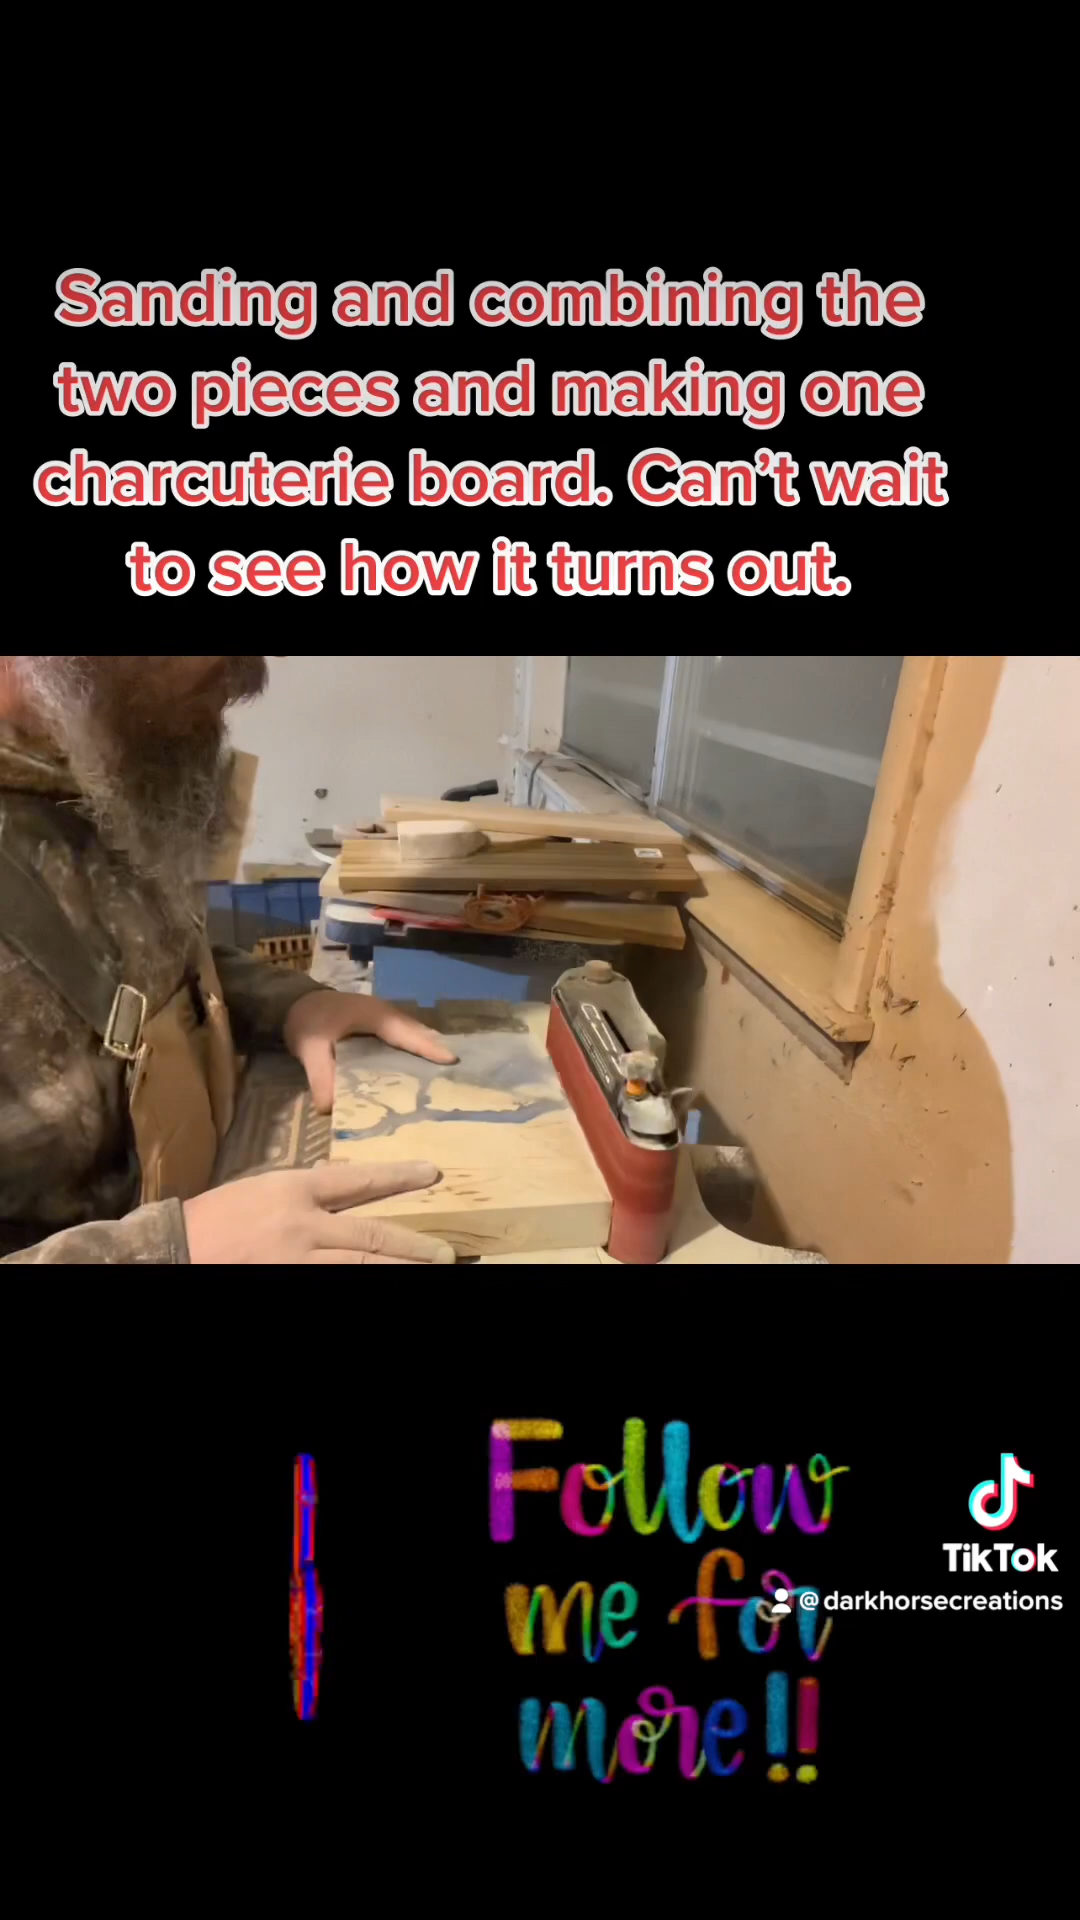 Sanding and combining the
two pieces and making one
charcuterie board. Can’t wait
to see how it turns out.
Follow
me for
more!!
TikTok
@darkhorsecreations